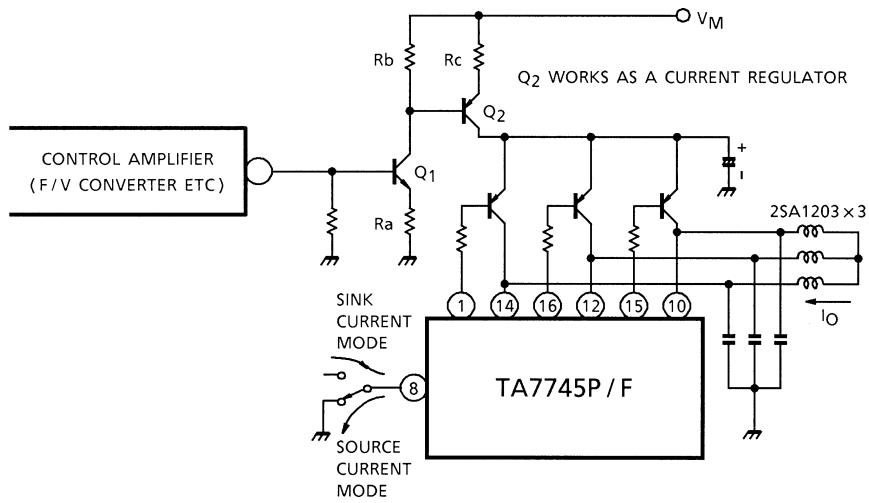 VM
Rb
Rc
Q2 WORKS AS A CURRENT REGULATOR
Q2
CONTROL AMPLIFIER
(F/V CONVERTER ETC)
Q1
+
-
Ra
2SA1203×3
SINK
CURRENT
MODE
1
14
16
12
15
10
IO
8
TA7745P/F
SOURCE
CURRENT
MODE